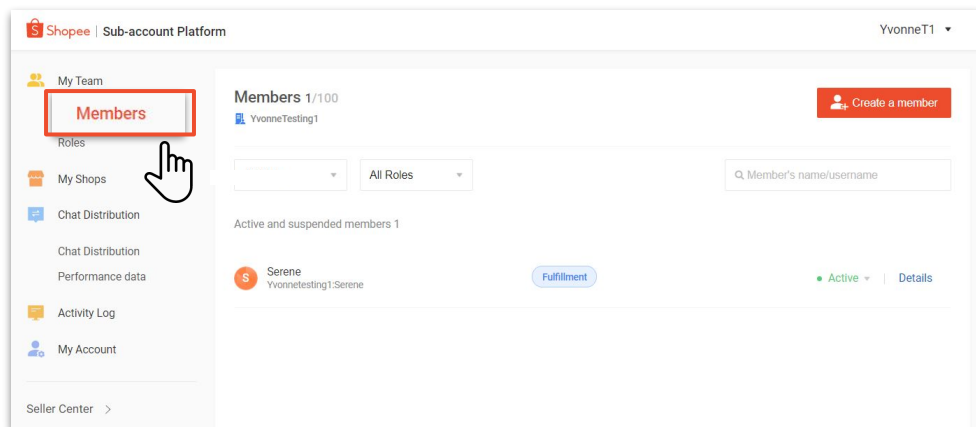 Shopee | Sub-account Platform
YvonneT1
My Team
Members
Roles
My Shops
Chat Distribution
Chat Distribution
Performance data
Activity Log
My Account
Seller Center >
Members 1/100
YvonneTesting1
Create a member
All Roles
Member's name/username
Active and suspended members 1
S
Serene
Yvonnetesting1:Serene
Fulfillment
Active
Details